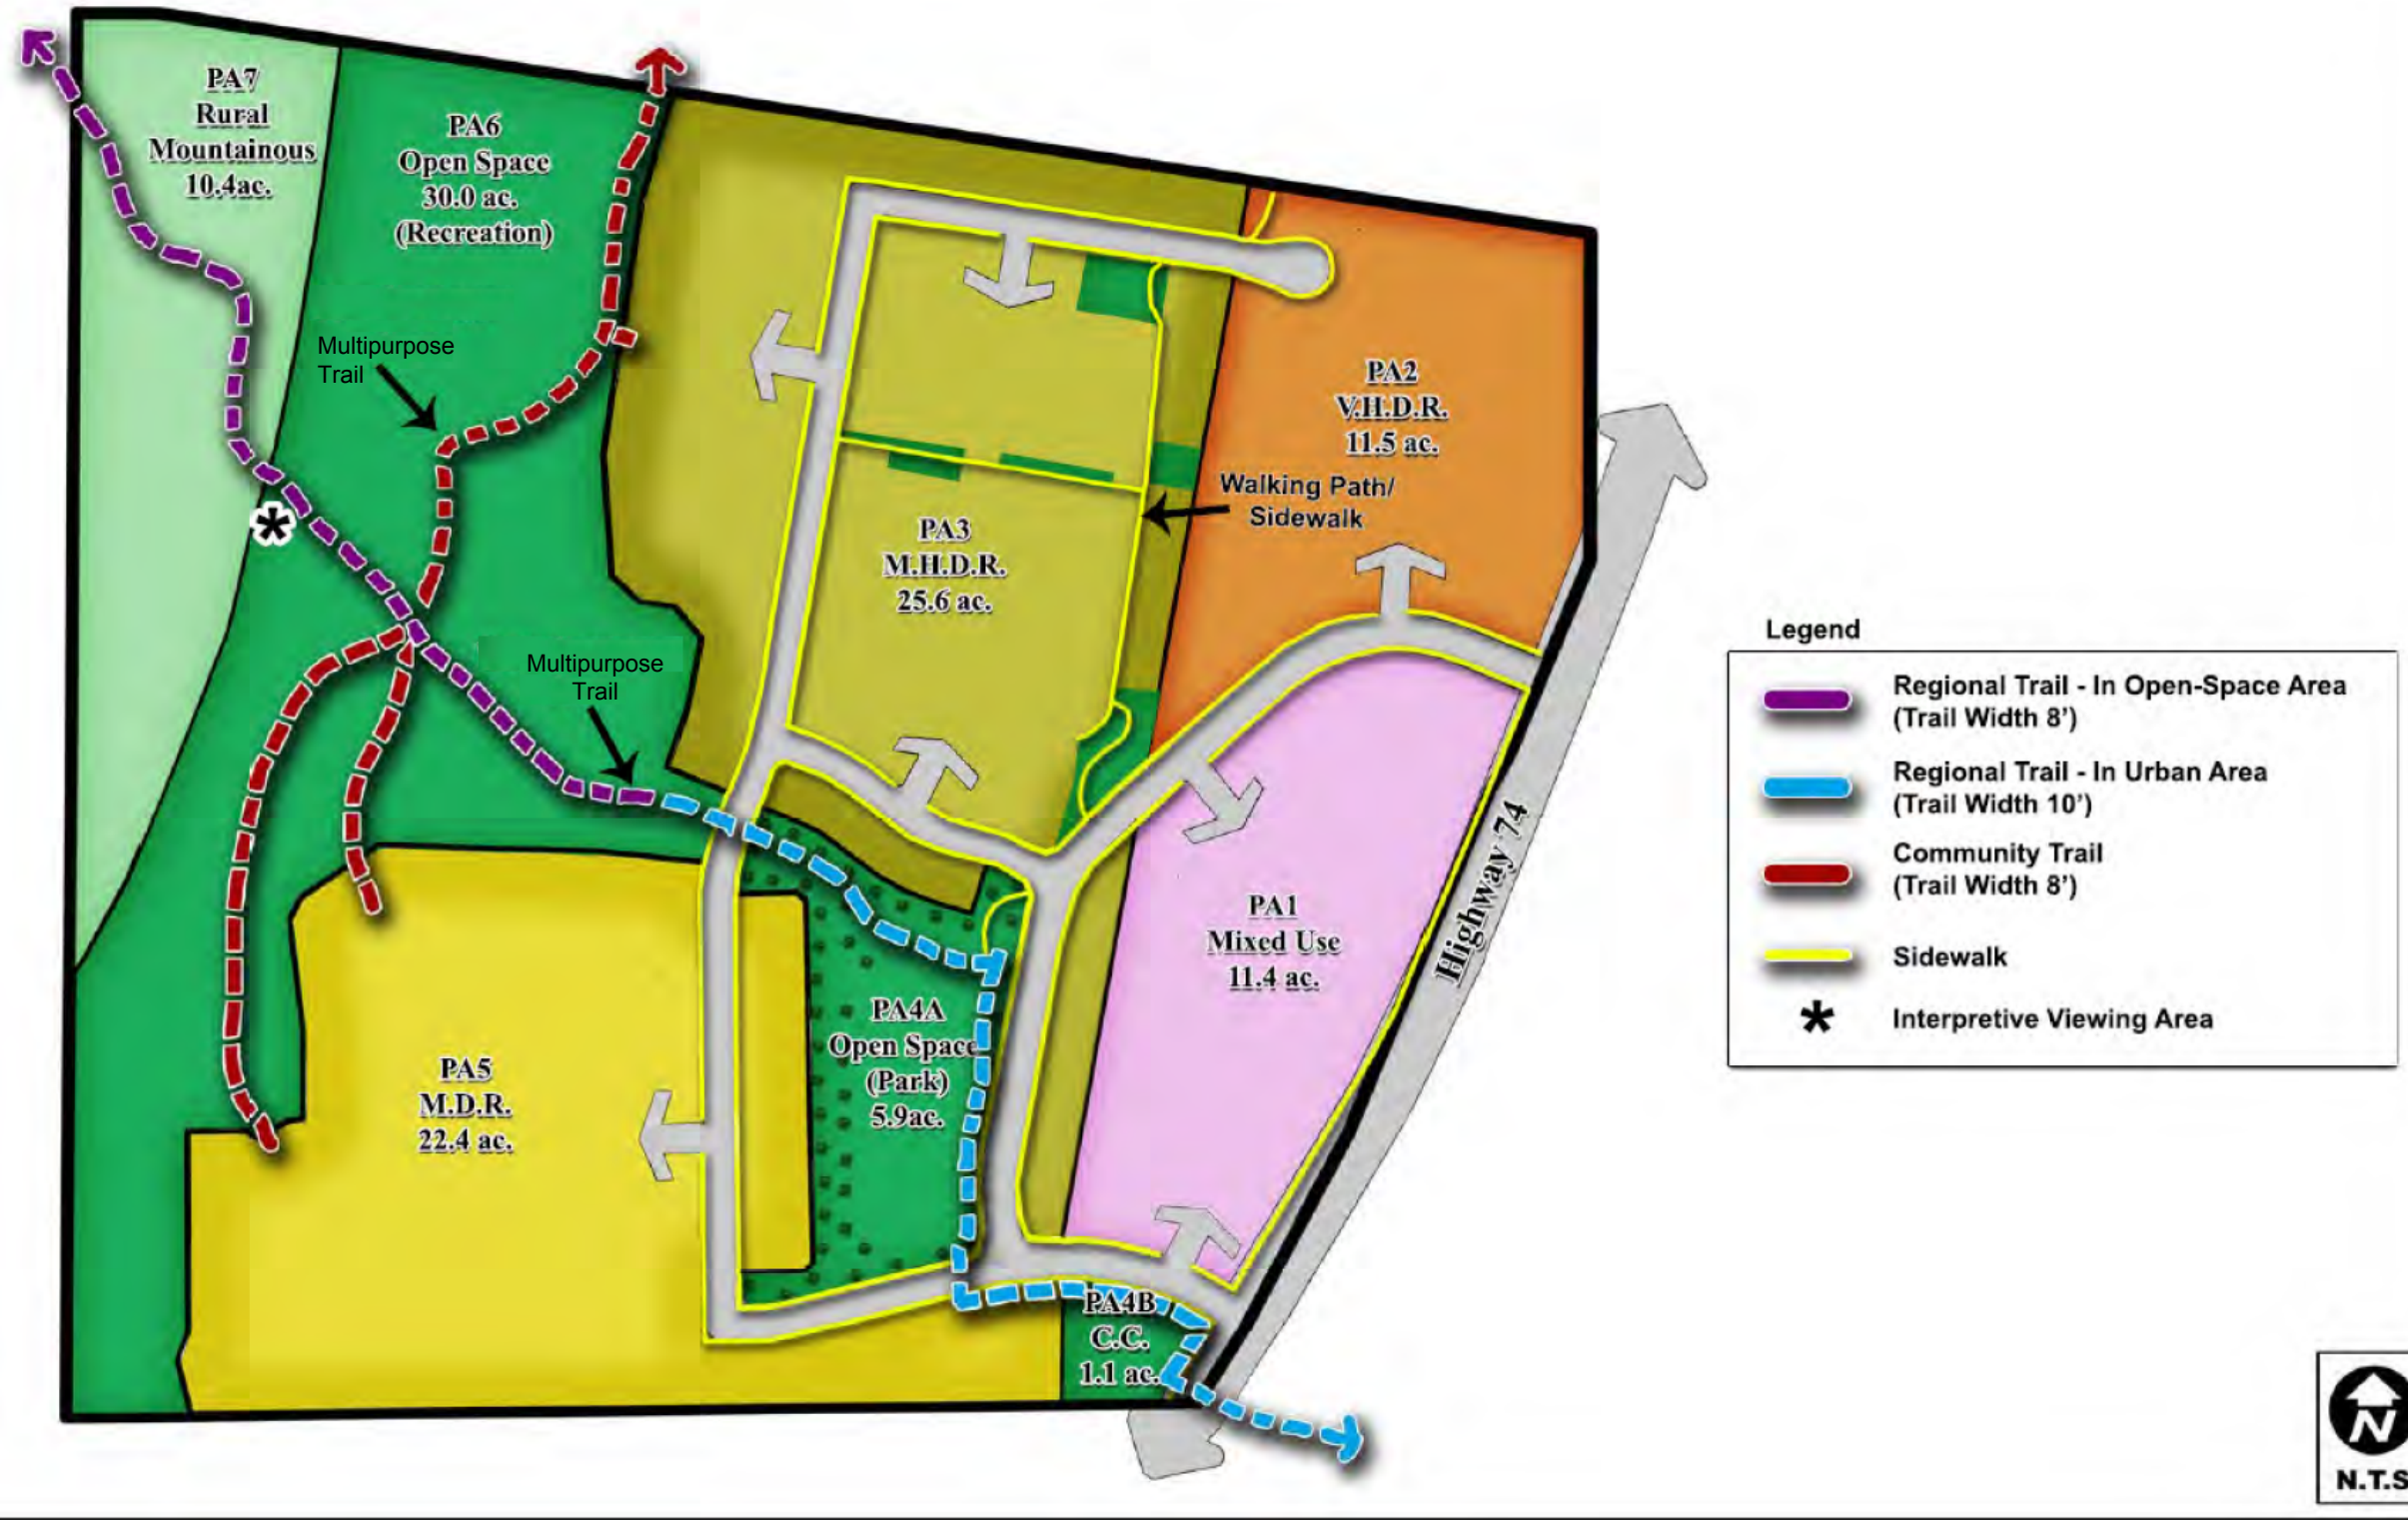 PA7
Rural
Mountainous
10.4ac.
PA6
Open Space
30.0 ac.
(Recreation)
Multipurpose
Trail
PA2
V.H.D.R.
11.5 ac.
Walking Path/
Sidewalk
PA3
M.H.D.R.
25.6 ac.
Multipurpose
Trail
PA1
Mixed Use
11.4 ac.
Highway 74
PA4A
Open Space
(Park)
5.9ac.
PA5
M.D.R.
22.4 ac.
PA4B
C.C.
1.1 ac.
Legend
Regional Trail - In Open-Space Area
(Trail Width 8')
Regional Trail - In Urban Area
(Trail Width 10')
Community Trail
(Trail Width 8')
Sidewalk
* Interpretive Viewing Area
N
N.T.S